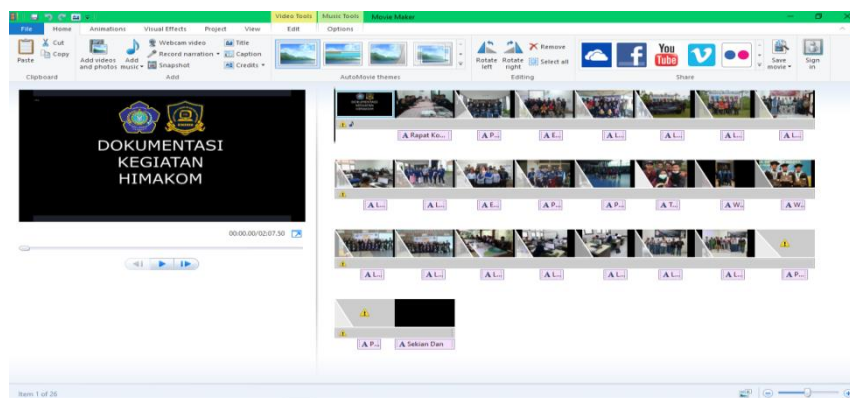 Video Tools Music Tools Movie Maker
File Home Animations Visual Effects Project View Edit Options
Paste
Cut
Copy
Clipboard
Add videos and photos
Add music
Webcam video
Record narration
Snapshot
Title
Caption
Credits
Add
AutoMovie themes
Rotate left
Rotate right
Remove
Select all
Editing
f
You
Tube
Share
Save movie
Sign in
DOKUMENTASI
KEGIATAN
HIMAKOM
00:00.00/02:07.50
A Rapat Ko... A P... A E... A L... A L... A L... A L...
A L... A L... A E... A P... A P... A T... A W.. A W..
A L... A L... A L... A L... A L... A L... A L... A P...
A P... A Sekian Dan
Item 1 of 26